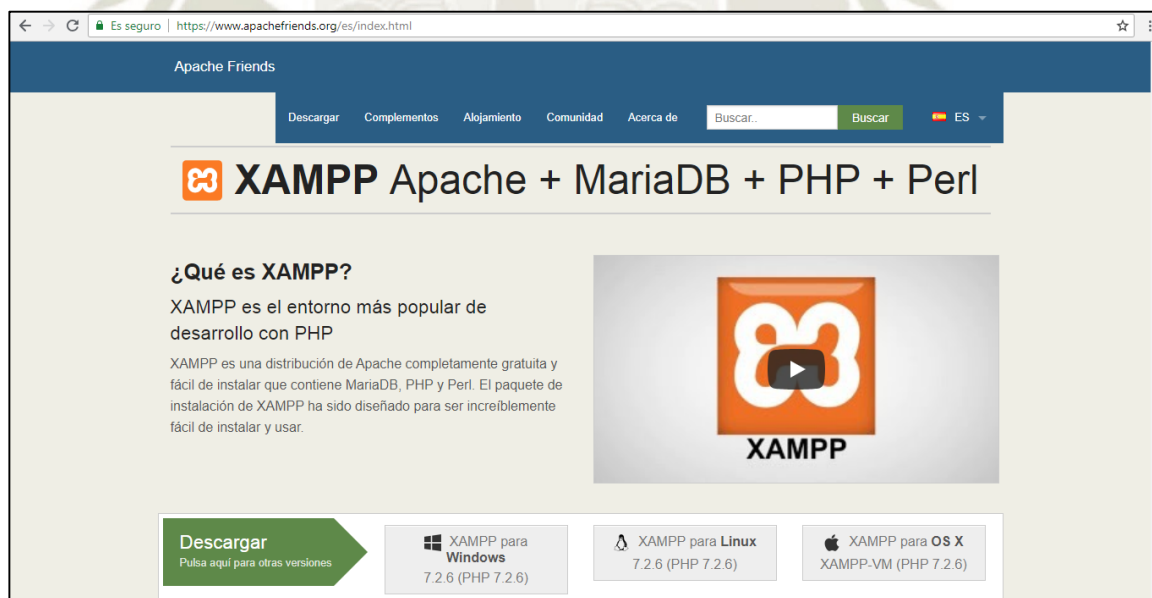 Es seguro | https://www.apachefriends.org/es/index.html
Apache Friends
Descargar Complementos Alojamiento Comunidad Acerca de Buscar.. Buscar ES
XAMPP Apache + MariaDB + PHP + Perl
¿Qué es XAMPP?
XAMPP es el entorno más popular de
desarrollo con PHP
XAMPP es una distribución de Apache completamente gratuita y
fácil de instalar que contiene MariaDB, PHP y Perl. El paquete de
instalación de XAMPP ha sido diseñado para ser increíblemente
fácil de instalar y usar.
XAMPP
Descargar
Pulsa aquí para otras versiones
XAMPP para
Windows
7.2.6 (PHP 7.2.6)
XAMPP para Linux
7.2.6 (PHP 7.2.6)
XAMPP para OS X
XAMPP-VM (PHP 7.2.6)